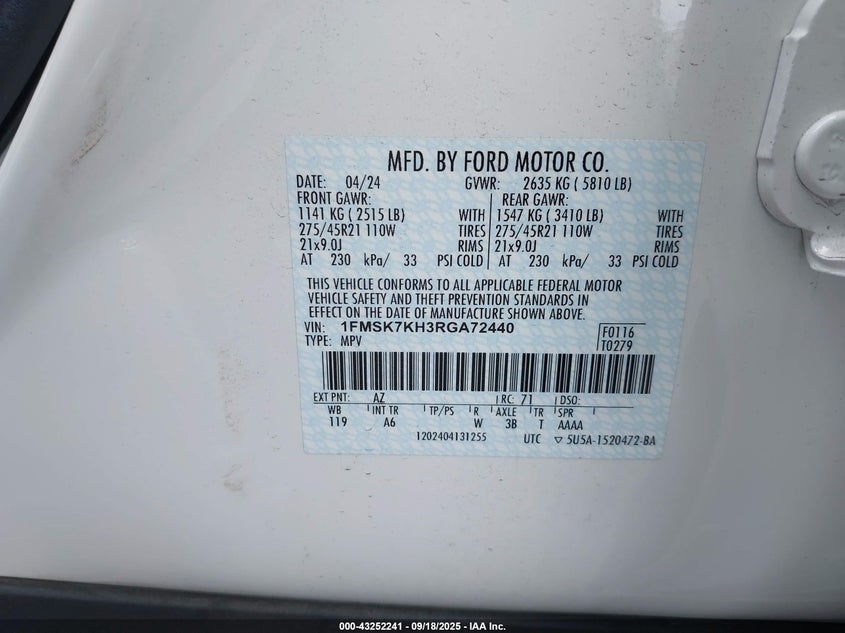 MFD. BY FORD MOTOR CO.
DATE: 04/24 GVWR: 2635 KG ( 5810 LB)
FRONT GAWR: REAR GAWR:
1141 KG ( 2515 LB) WITH 1547 KG ( 3410 LB) WITH
275/45R21 110W TIRES 275/45R21 110W TIRES
21x9.0J RIMS 21x9.0J RIMS
AT 230 kPa/ 33 PSI COLD AT 230 kPa/ 33 PSI COLD
THIS VEHICLE CONFORMS TO ALL APPLICABLE FEDERAL MOTOR
VEHICLE SAFETY AND THEFT PREVENTION STANDARDS IN
EFFECT ON THE DATE OF MANUFACTURE SHOWN ABOVE.
VIN: 1FMSK7KH3RGA72440 F0116
TYPE: MPV T0279
EXT PNT: AZ RC: 71 DSO:
WB INT TR TP/PS R AXLE TR SPR
119 A6 W 3B T AAAA
1202404131255 UTC ▽ 5U5A-1520472-BA
000-43252241 - 09/18/2025 - IAA Inc.